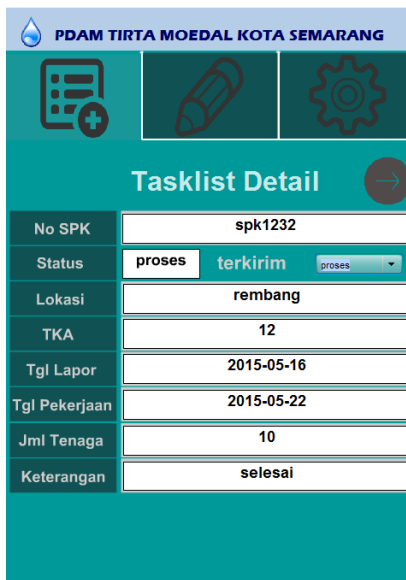 PDAM TIRTA MOEDAL KOTA SEMARANG
Tasklist Detail
No SPK spk1232
Status proses terkirim proses
Lokasi rembang
TKA 12
Tgl Lapor 2015-05-16
Tgl Pekerjaan 2015-05-22
Jml Tenaga 10
Keterangan selesai